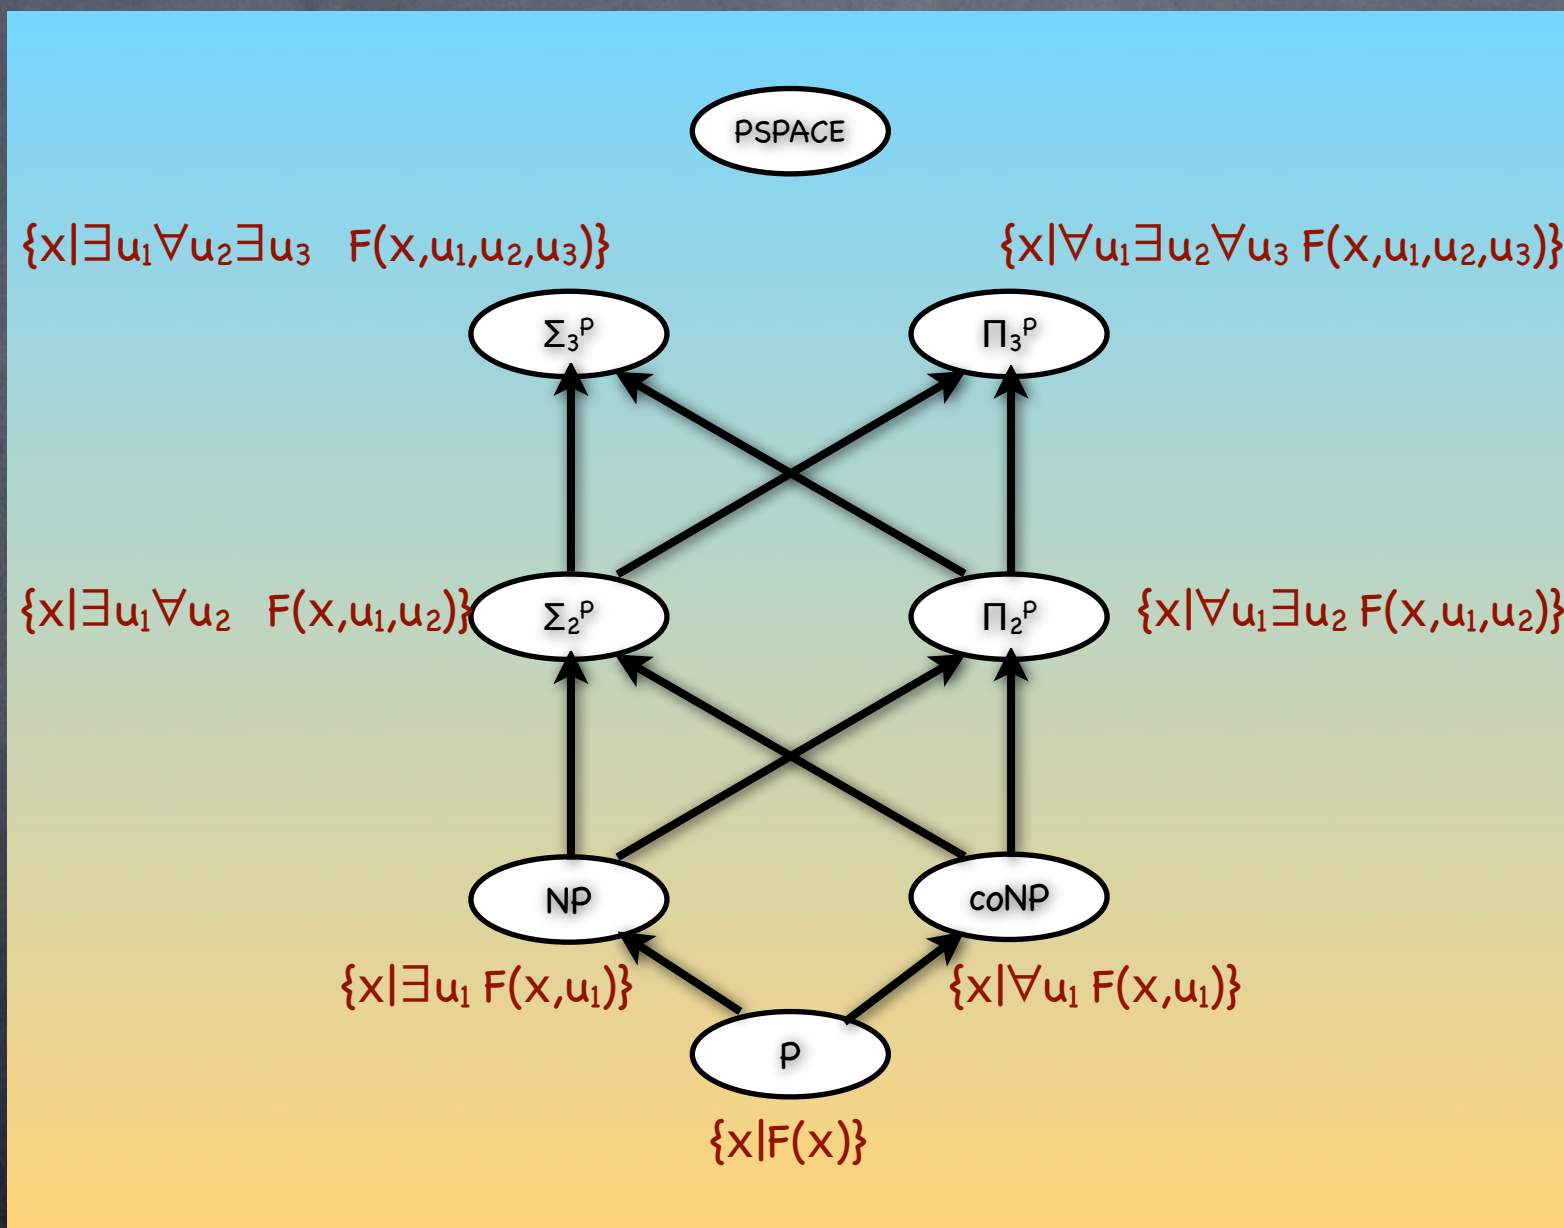 PSPACE
{x|∃u₁∀u₂∃u₃ F(x,u₁,u₂,u₃)}
{x|∀u₁∃u₂∀u₃ F(x,u₁,u₂,u₃)}
Σ₃ᴾ
Π₃ᴾ
{x|∃u₁∀u₂ F(x,u₁,u₂)}
Σ₂ᴾ
Π₂ᴾ
{x|∀u₁∃u₂ F(x,u₁,u₂)}
NP
coNP
{x|∃u₁ F(x,u₁)}
{x|∀u₁ F(x,u₁)}
P
{x|F(x)}